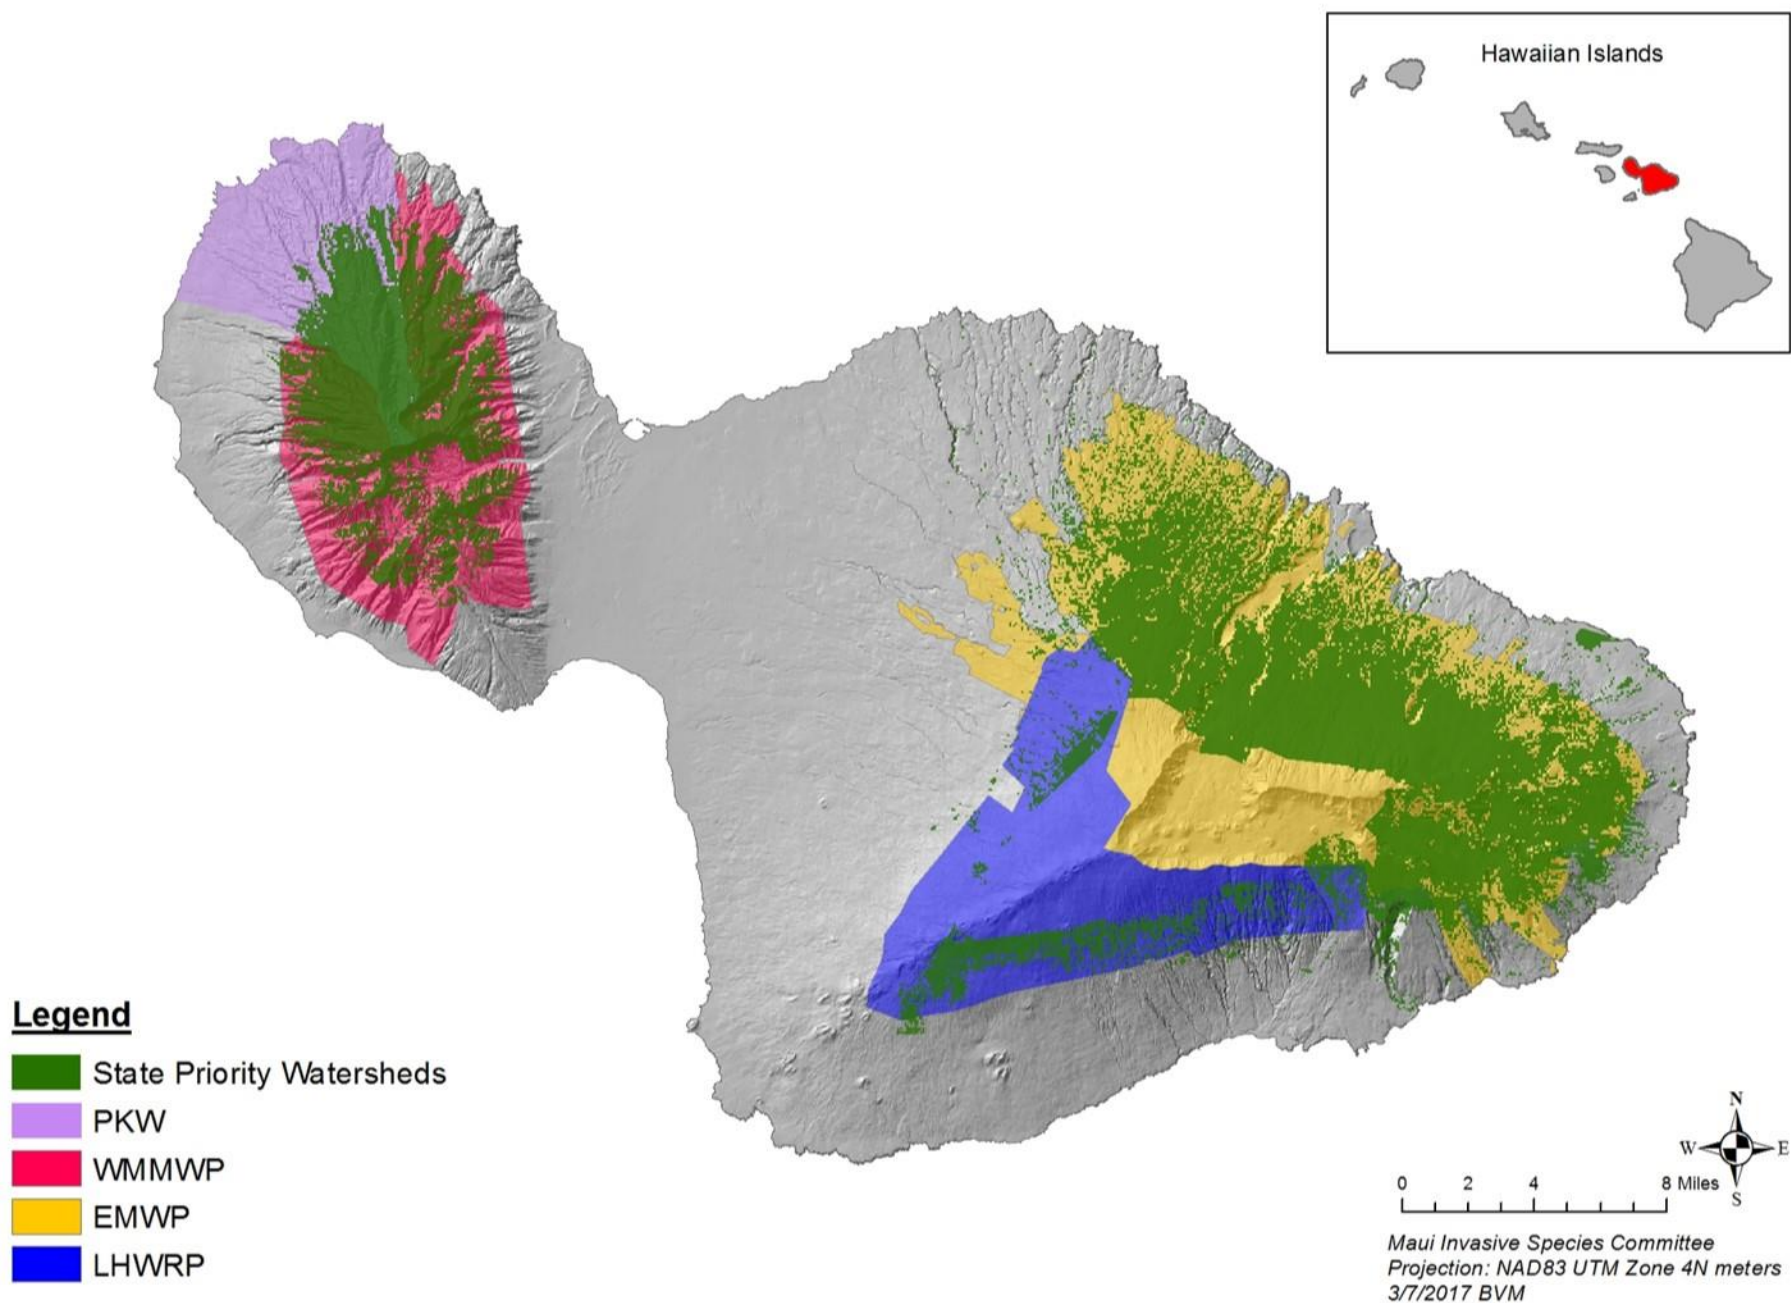 Hawaiian Islands
Legend
State Priority Watersheds
PKW
WMMWP
EMWP
LHWRP
N
W E
S
0 2 4 8 Miles
Maui Invasive Species Committee
Projection: NAD83 UTM Zone 4N meters
3/7/2017 BVM